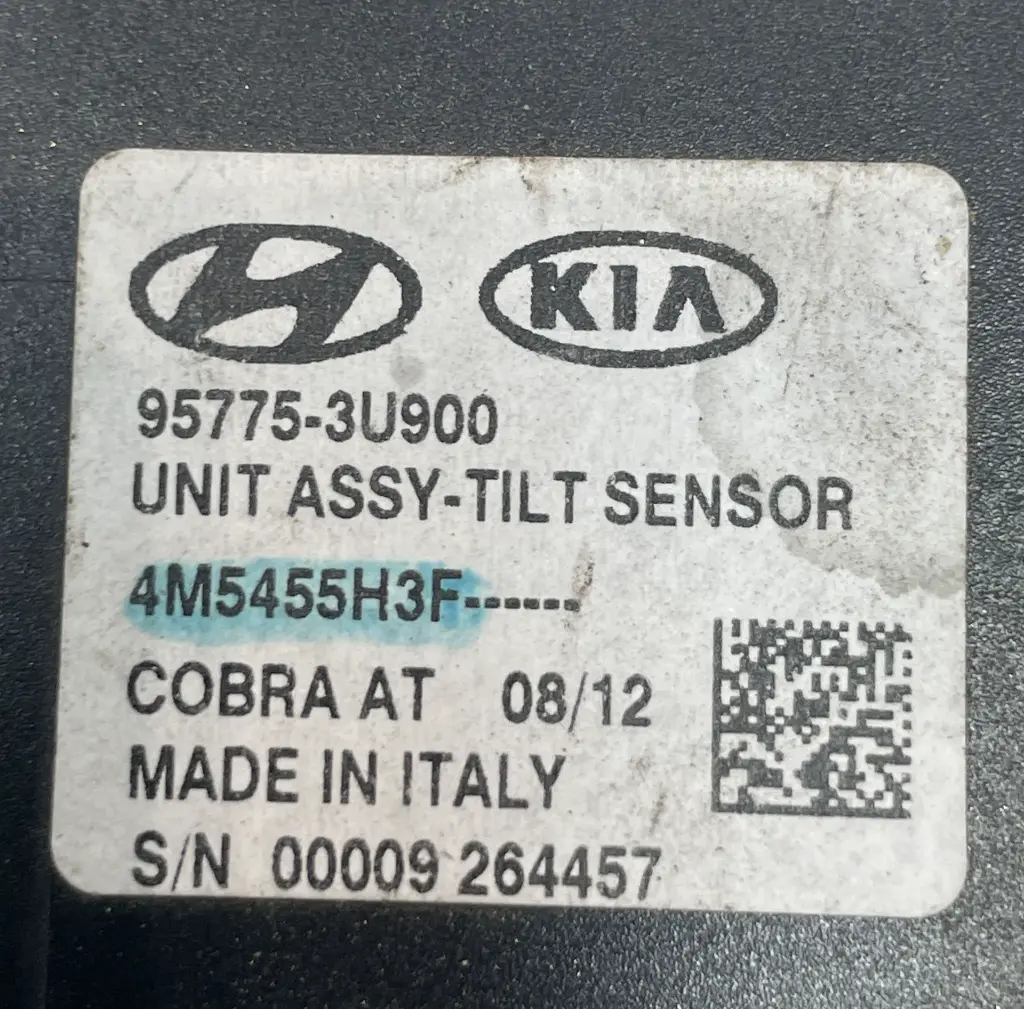 KIA
95775-3U900
UNIT ASSY-TILT SENSOR
4M5455H3F------
COBRA AT 08/12
MADE IN ITALY
S/N 00009 264457